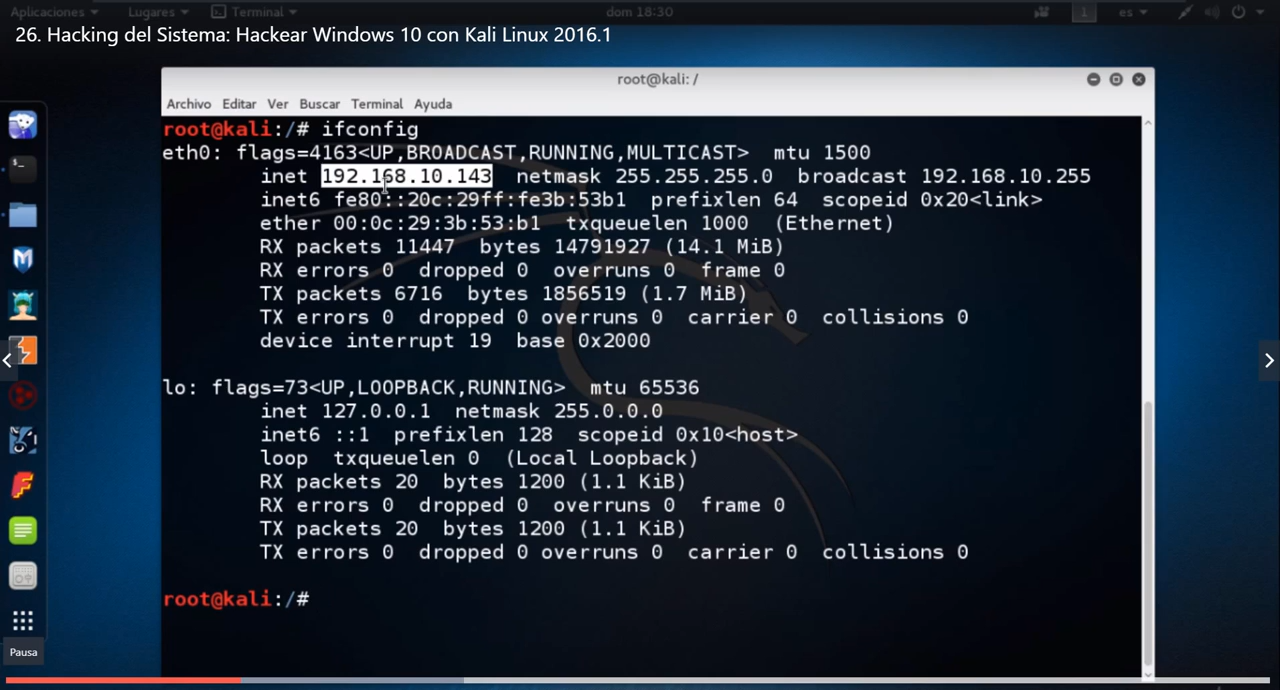 Aplicaciones Lugares Terminal dom 18:30 1 es
26. Hacking del Sistema: Hackear Windows 10 con Kali Linux 2016.1
root@kali: /
Archivo Editar Ver Buscar Terminal Ayuda
root@kali:/# ifconfig
eth0: flags=4163<UP,BROADCAST,RUNNING,MULTICAST> mtu 1500
inet 192.168.10.143 netmask 255.255.255.0 broadcast 192.168.10.255
inet6 fe80::20c:29ff:fe3b:53b1 prefixlen 64 scopeid 0x20<link>
ether 00:0c:29:3b:53:b1 txqueuelen 1000 (Ethernet)
RX packets 11447 bytes 14791927 (14.1 MiB)
RX errors 0 dropped 0 overruns 0 frame 0
TX packets 6716 bytes 1856519 (1.7 MiB)
TX errors 0 dropped 0 overruns 0 carrier 0 collisions 0
device interrupt 19 base 0x2000
lo: flags=73<UP,LOOPBACK,RUNNING> mtu 65536
inet 127.0.0.1 netmask 255.0.0.0
inet6 ::1 prefixlen 128 scopeid 0x10<host>
loop txqueuelen 0 (Local Loopback)
RX packets 20 bytes 1200 (1.1 KiB)
RX errors 0 dropped 0 overruns 0 frame 0
TX packets 20 bytes 1200 (1.1 KiB)
TX errors 0 dropped 0 overruns 0 carrier 0 collisions 0
root@kali:/#
Pausa